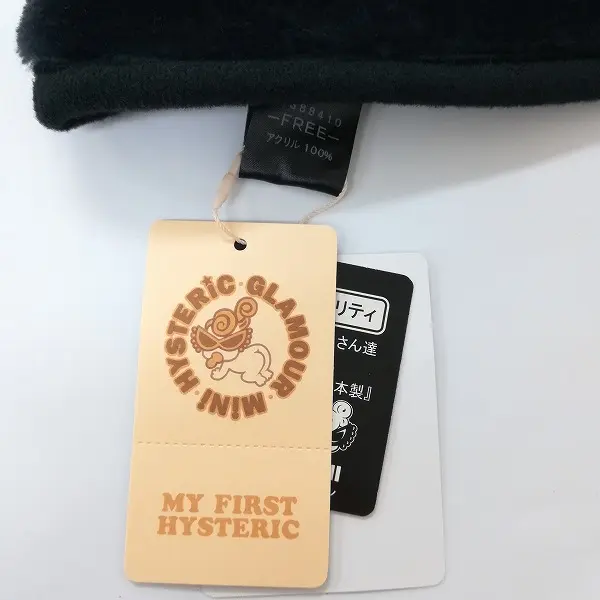 389410
-FREE-
アクリル 100%
HYSTERIC · GLAMOUR · MINI
MY FIRST
HYSTERIC
リティ
さん達
本製』